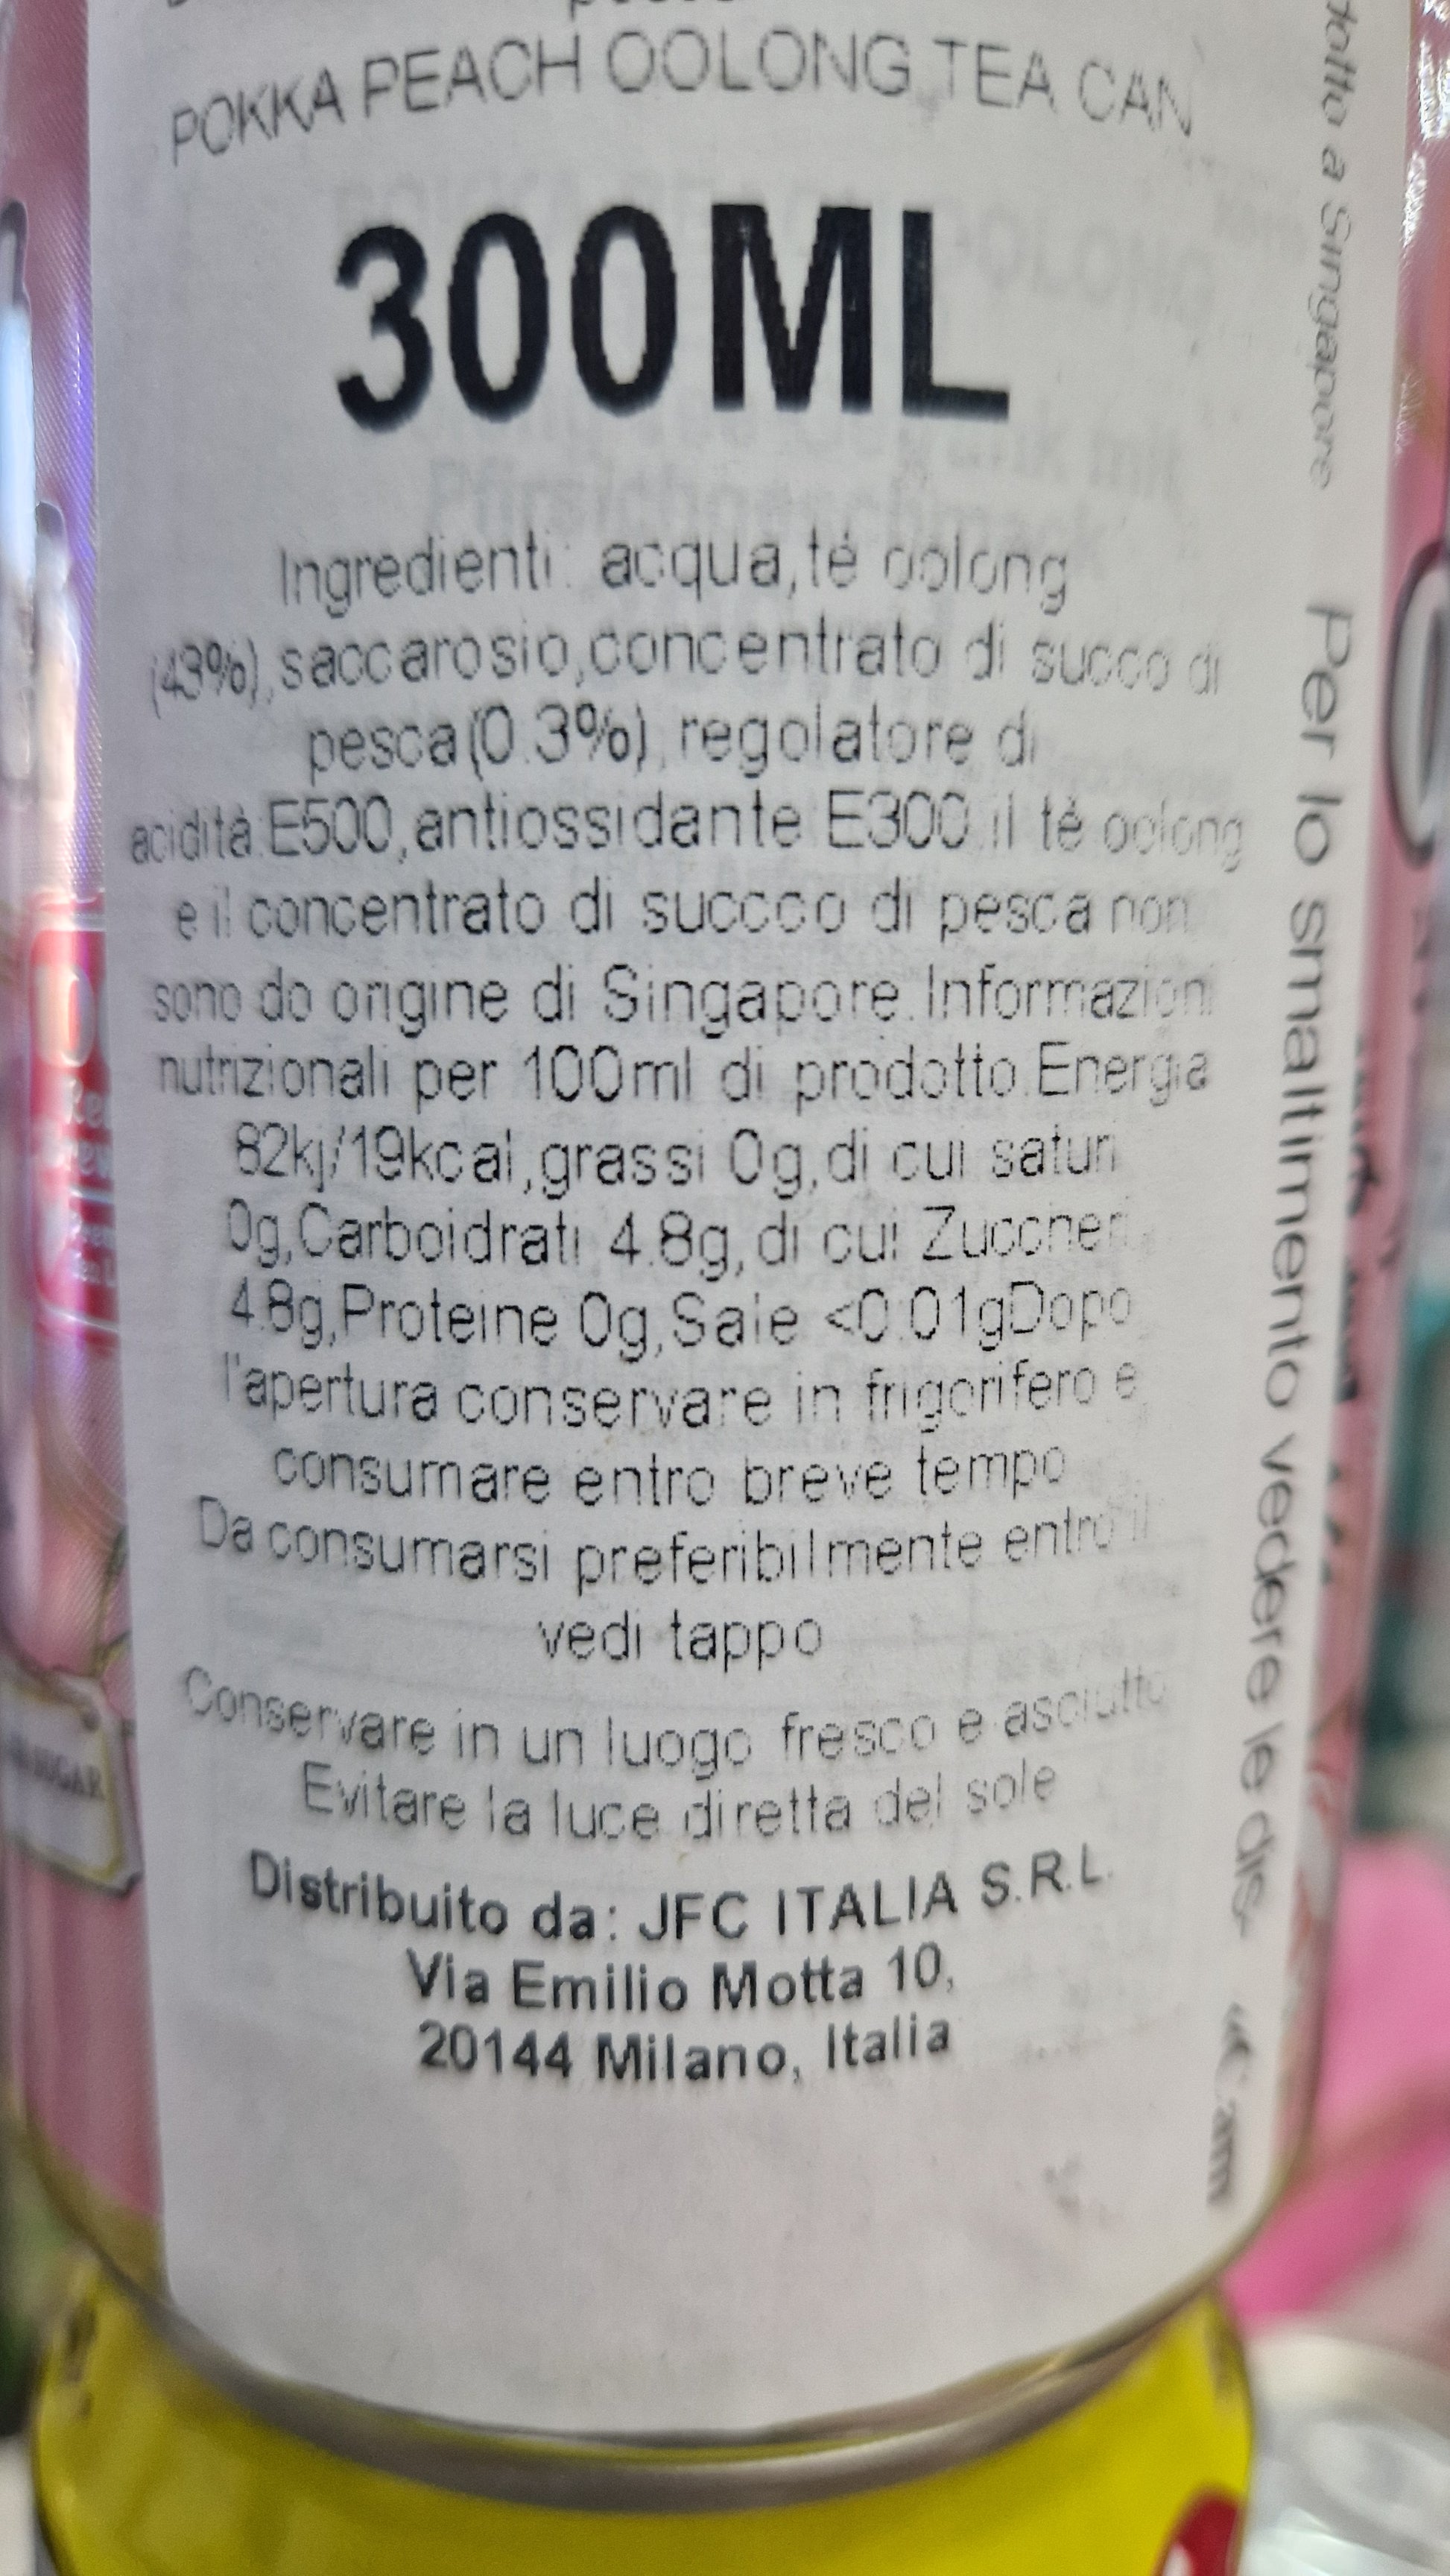 POKKA PEACH OOLONG TEA CAN
300ML
Ingredienti: acqua,tè oolong
(43%),saccarosio,concentrato di succo di
pesca(0.3%), regolatore di
acidità:E500,antiossidante E300,il tè oolong
e il concentrato di succco di pesca non
sono do origine di Singapore.Informazioni
nutrizionali per 100ml di prodotto.Energia
82kj/19kcal,grassi 0g,di cui saturi
0g,Carboidrati 4.8g,di cui Zuccheri
4.8g,Proteine 0g,Sale <0.01gDopo
l'apertura conservare in frigorifero e
consumare entro breve tempo
Da consumarsi preferibilmente entro il
vedi tappo
Conservare in un luogo fresco e asciutto
Evitare la luce diretta del sole
Distribuito da: JFC ITALIA S.R.L.
Via Emilio Motta 10,
20144 Milano, Italia
a Singapore
Per lo smaltimento vedere le dis-
SUGAR